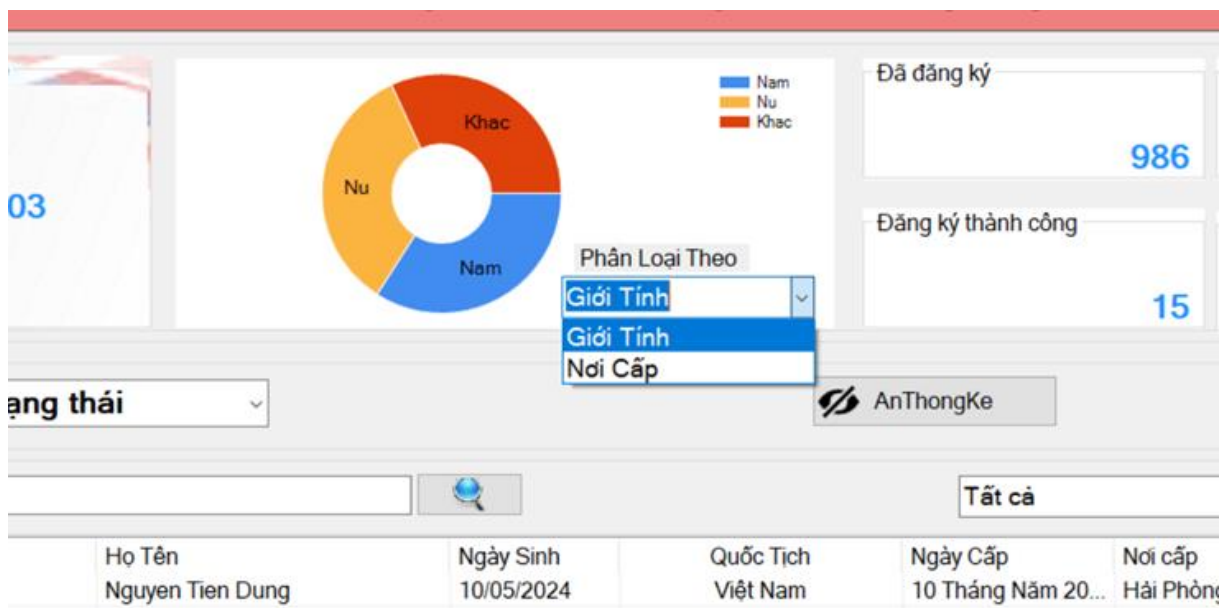 Nam
Nu
Khac
Khac
Nu
Nam
03
Phân Loại Theo
Giới Tính
Giới Tính
Nơi Cấp
Đã đăng ký
986
Đăng ký thành công
15
ạng thái
AnThongKe
Tất cả
Họ Tên Ngày Sinh Quốc Tịch Ngày Cấp Nơi cấp
Nguyen Tien Dung 10/05/2024 Việt Nam 10 Tháng Năm 20... Hải Phòng